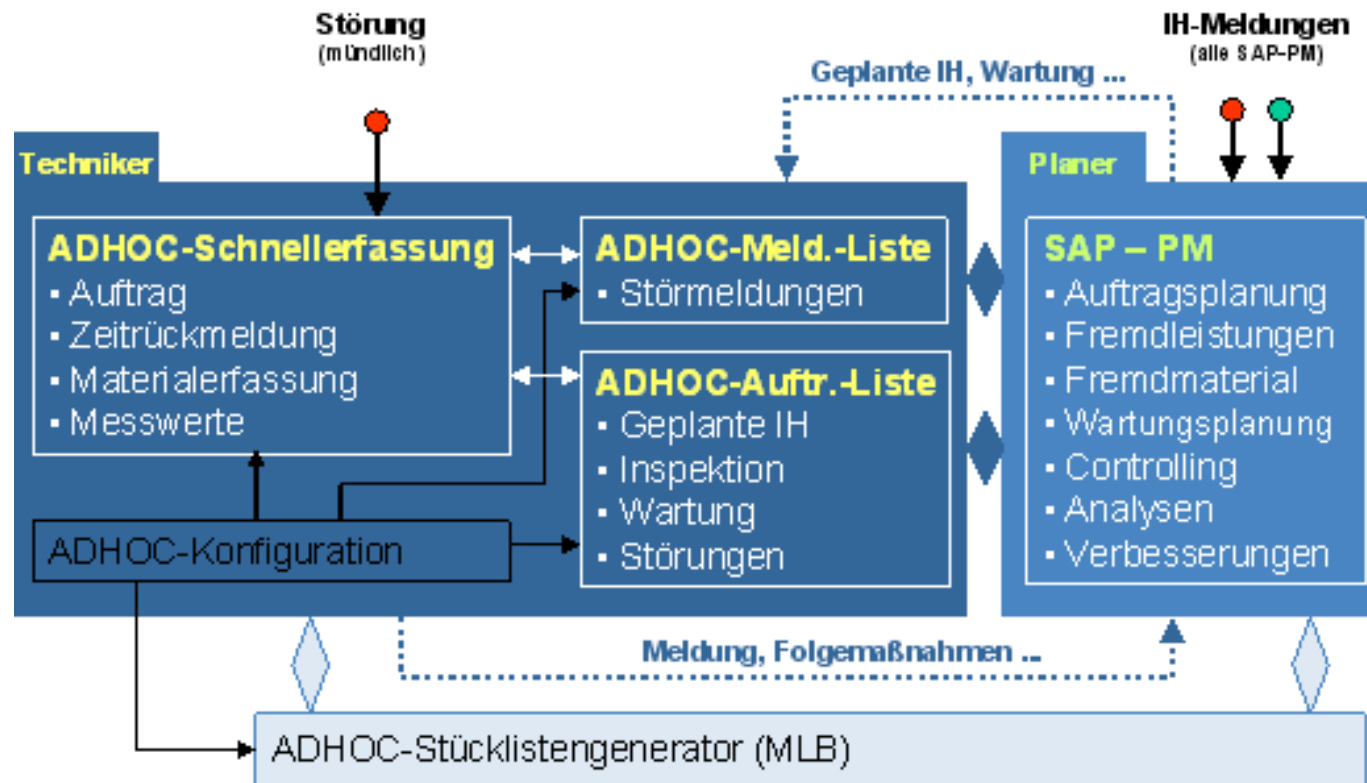 Störung
(mündlich)
IH-Meldungen
(alle SAP-PM)
Geplante IH, Wartung ...
Techniker
Planer
ADHOC-Schnellerfassung
▪ Auftrag
▪ Zeitrückmeldung
▪ Materialerfassung
▪ Messwerte
ADHOC-Meld.-Liste
▪ Störmeldungen
ADHOC-Auftr.-Liste
▪ Geplante IH
▪ Inspektion
▪ Wartung
▪ Störungen
SAP – PM
▪ Auftragsplanung
▪ Fremdleistungen
▪ Fremdmaterial
▪ Wartungsplanung
▪ Controlling
▪ Analysen
▪ Verbesserungen
ADHOC-Konfiguration
Meldung, Folgemaßnahmen ...
ADHOC-Stücklistengenerator (MLB)